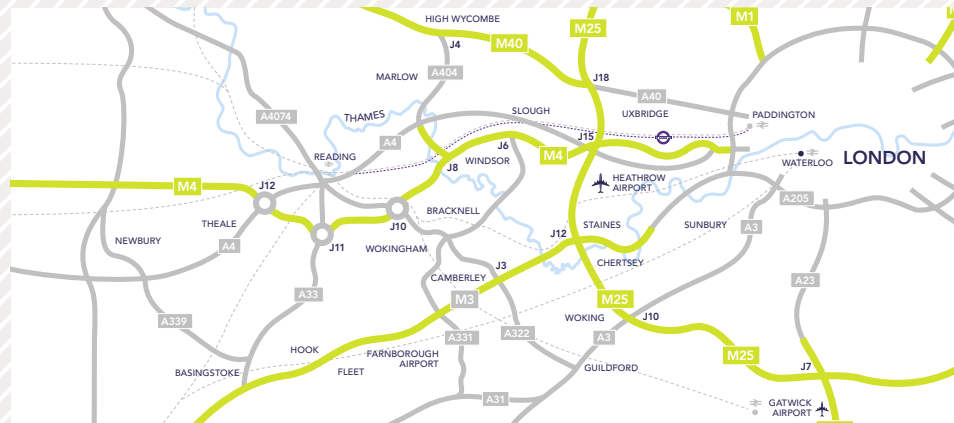 HIGH WYCOMBE
M25
M1
J4
M40
MARLOW
A404
J18
A40
A4074
THAMES
SLOUGH
UXBRIDGE
PADDINGTON
A4
J15
READING
J6
WINDSOR
M4
J8
WATERLOO
LONDON
M4
J12
HEATHROW
AIRPORT
A205
THEALE
J10
BRACKNELL
STAINES
SUNBURY
A3
NEWBURY
A4
J11
WOKINGHAM
J12
CHERTSEY
J3
CAMBERLEY
A23
A33
M3
M25
A339
WOKING
J10
A331
A322
A3
HOOK
FARNBOROUGH
AIRPORT
M25
BASINGSTOKE
FLEET
GUILDFORD
J7
A31
GATWICK
AIRPORT